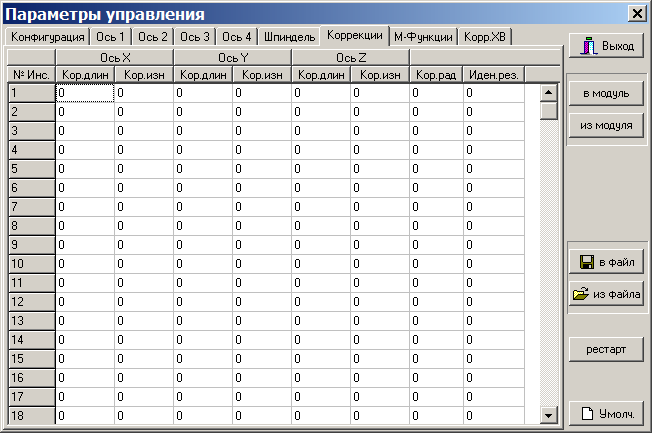 Параметры управления
Конфигурация Ось 1 Ось 2 Ось 3 Ось 4 Шпиндель Коррекции М-Функции Корр.ХВ
Выход
Ось X Ось Y Ось Z
№ Инс. Кор.длин Кор.изн Кор.длин Кор.изн Кор.длин Кор.изн Кор.рад Иден.рез.
1 0 0 0 0 0 0 0 0
в модуль
2 0 0 0 0 0 0 0 0
3 0 0 0 0 0 0 0 0
из модуля
4 0 0 0 0 0 0 0 0
5 0 0 0 0 0 0 0 0
6 0 0 0 0 0 0 0 0
7 0 0 0 0 0 0 0 0
8 0 0 0 0 0 0 0 0
9 0 0 0 0 0 0 0 0
10 0 0 0 0 0 0 0 0
в файл
11 0 0 0 0 0 0 0 0
из файла
12 0 0 0 0 0 0 0 0
13 0 0 0 0 0 0 0 0
14 0 0 0 0 0 0 0 0
рестарт
15 0 0 0 0 0 0 0 0
16 0 0 0 0 0 0 0 0
17 0 0 0 0 0 0 0 0
18 0 0 0 0 0 0 0 0
Умолч.